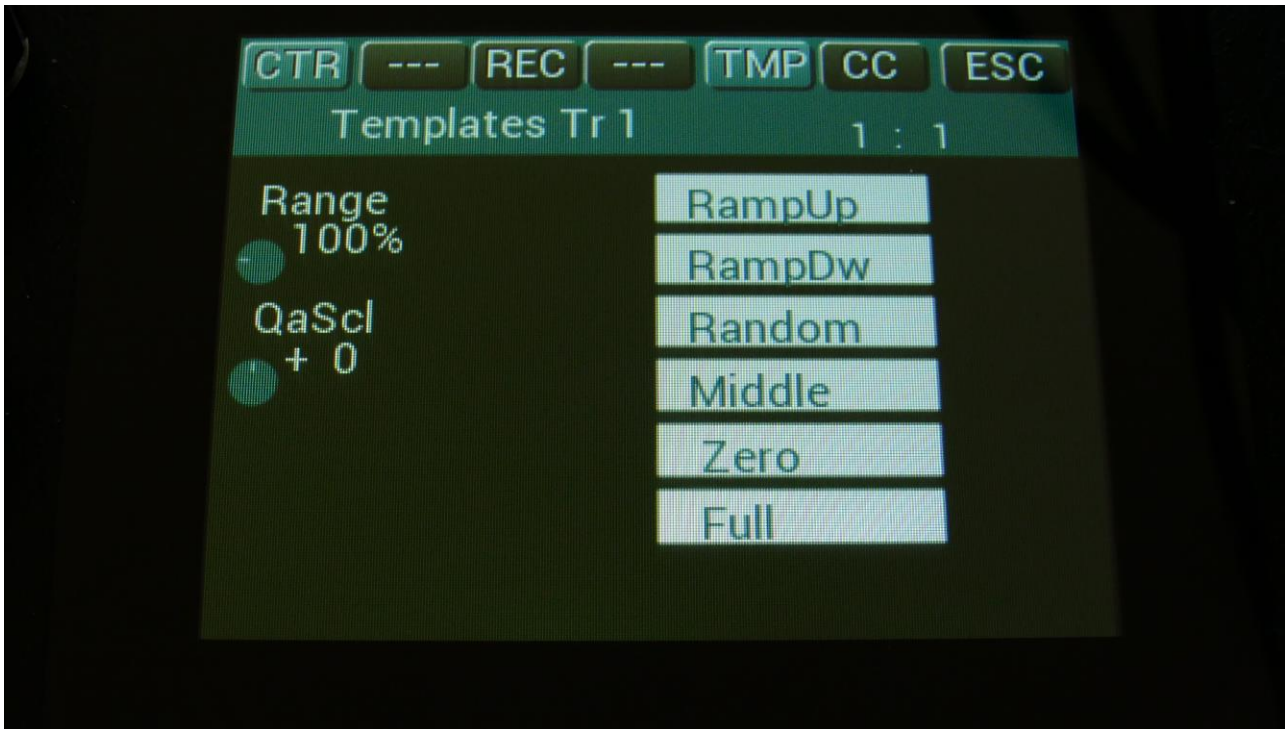 CTR --- REC --- TMP CC ESC
Templates Tr 1 1 : 1
Range
100%
QaScl
+ 0
RampUp
RampDw
Random
Middle
Zero
Full